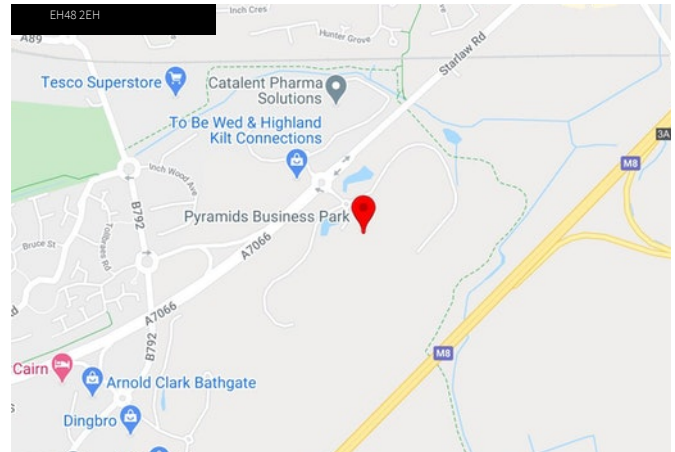 EH48 2EH
Inch Cres
A89
Hunter Grove
Starlaw Rd
Tesco Superstore
Catalent Pharma
Solutions
To Be Wed & Highland
Kilt Connections
3A
M8
Inch Wood Ave
B792
Tollbraes Rd
Pyramids Business Park
Bruce St
A7066
A7066
B792
M8
Cairn
Arnold Clark Bathgate
Dingbro